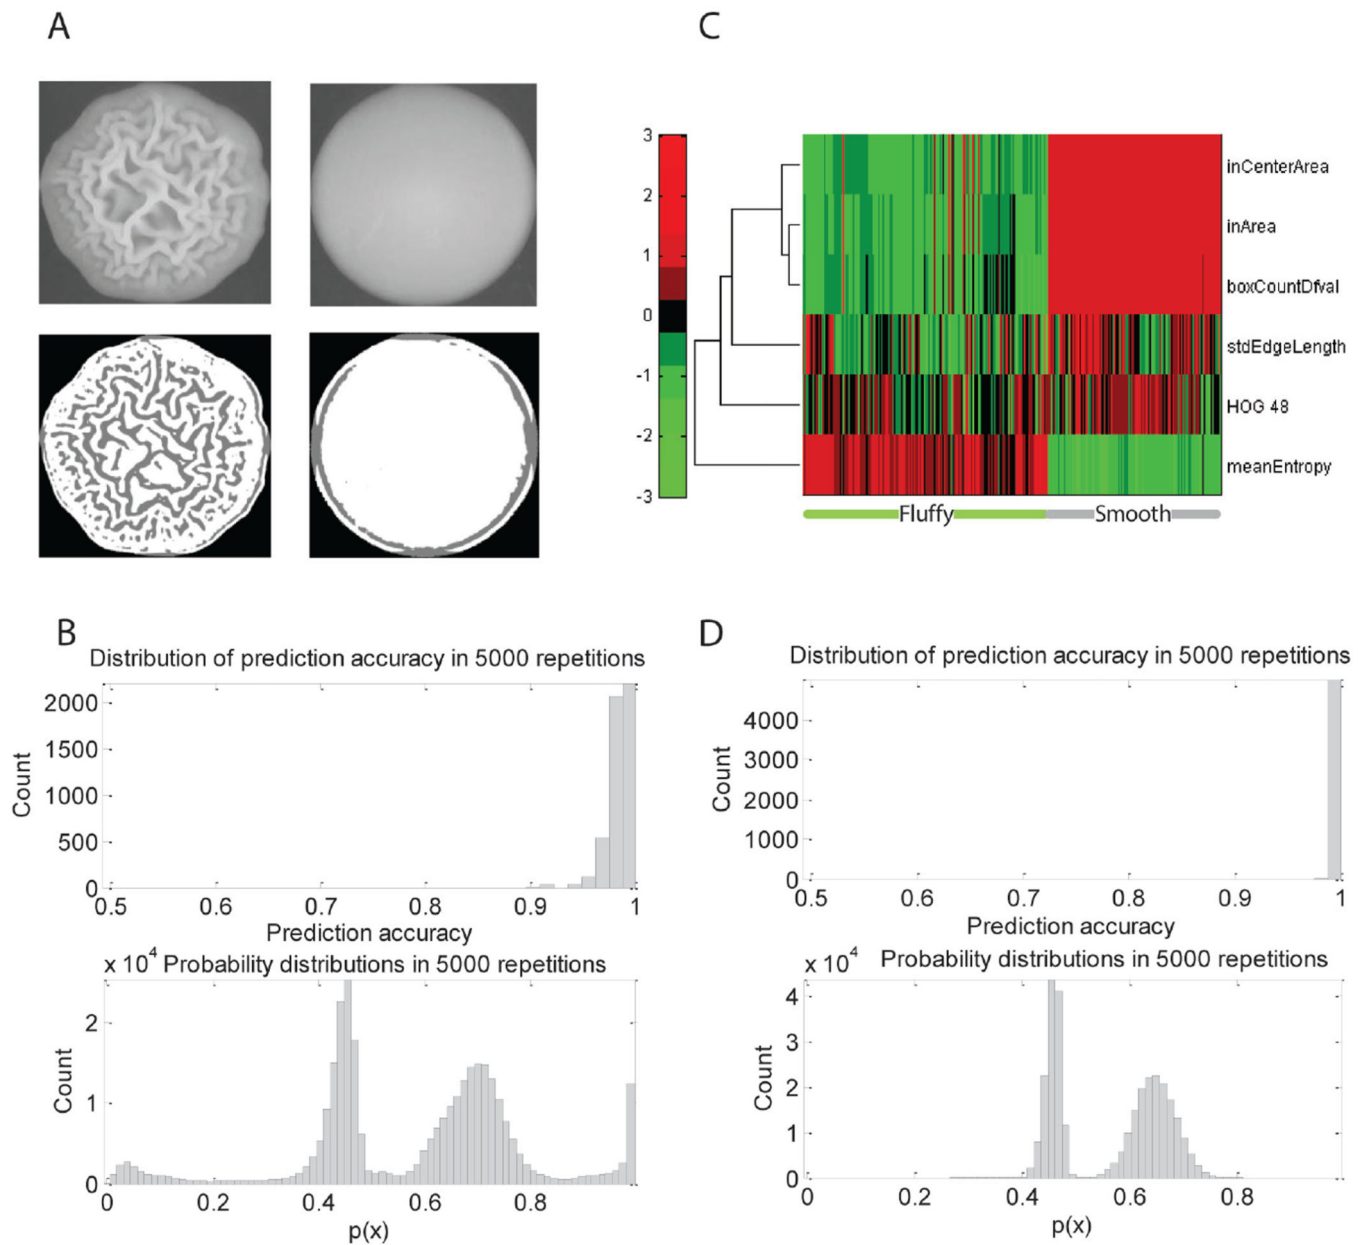 A
C
3
2
1
0
-1
-2
-3
inCenterArea
inArea
boxCountDfval
stdEdgeLength
HOG 48
meanEntropy
Fluffy
Smooth
B
Distribution of prediction accuracy in 5000 repetitions
2000
1500
1000
500
0
Count
0.5 0.6 0.7 0.8 0.9 1
Prediction accuracy
x 10^4 Probability distributions in 5000 repetitions
2
1
0
Count
0 0.2 0.4 0.6 0.8
p(x)
D
Distribution of prediction accuracy in 5000 repetitions
4000
3000
2000
1000
0
Count
0.5 0.6 0.7 0.8 0.9 1
Prediction accuracy
x 10^4 Probability distributions in 5000 repetitions
4
3
2
1
0
Count
0 0.2 0.4 0.6 0.8
p(x)